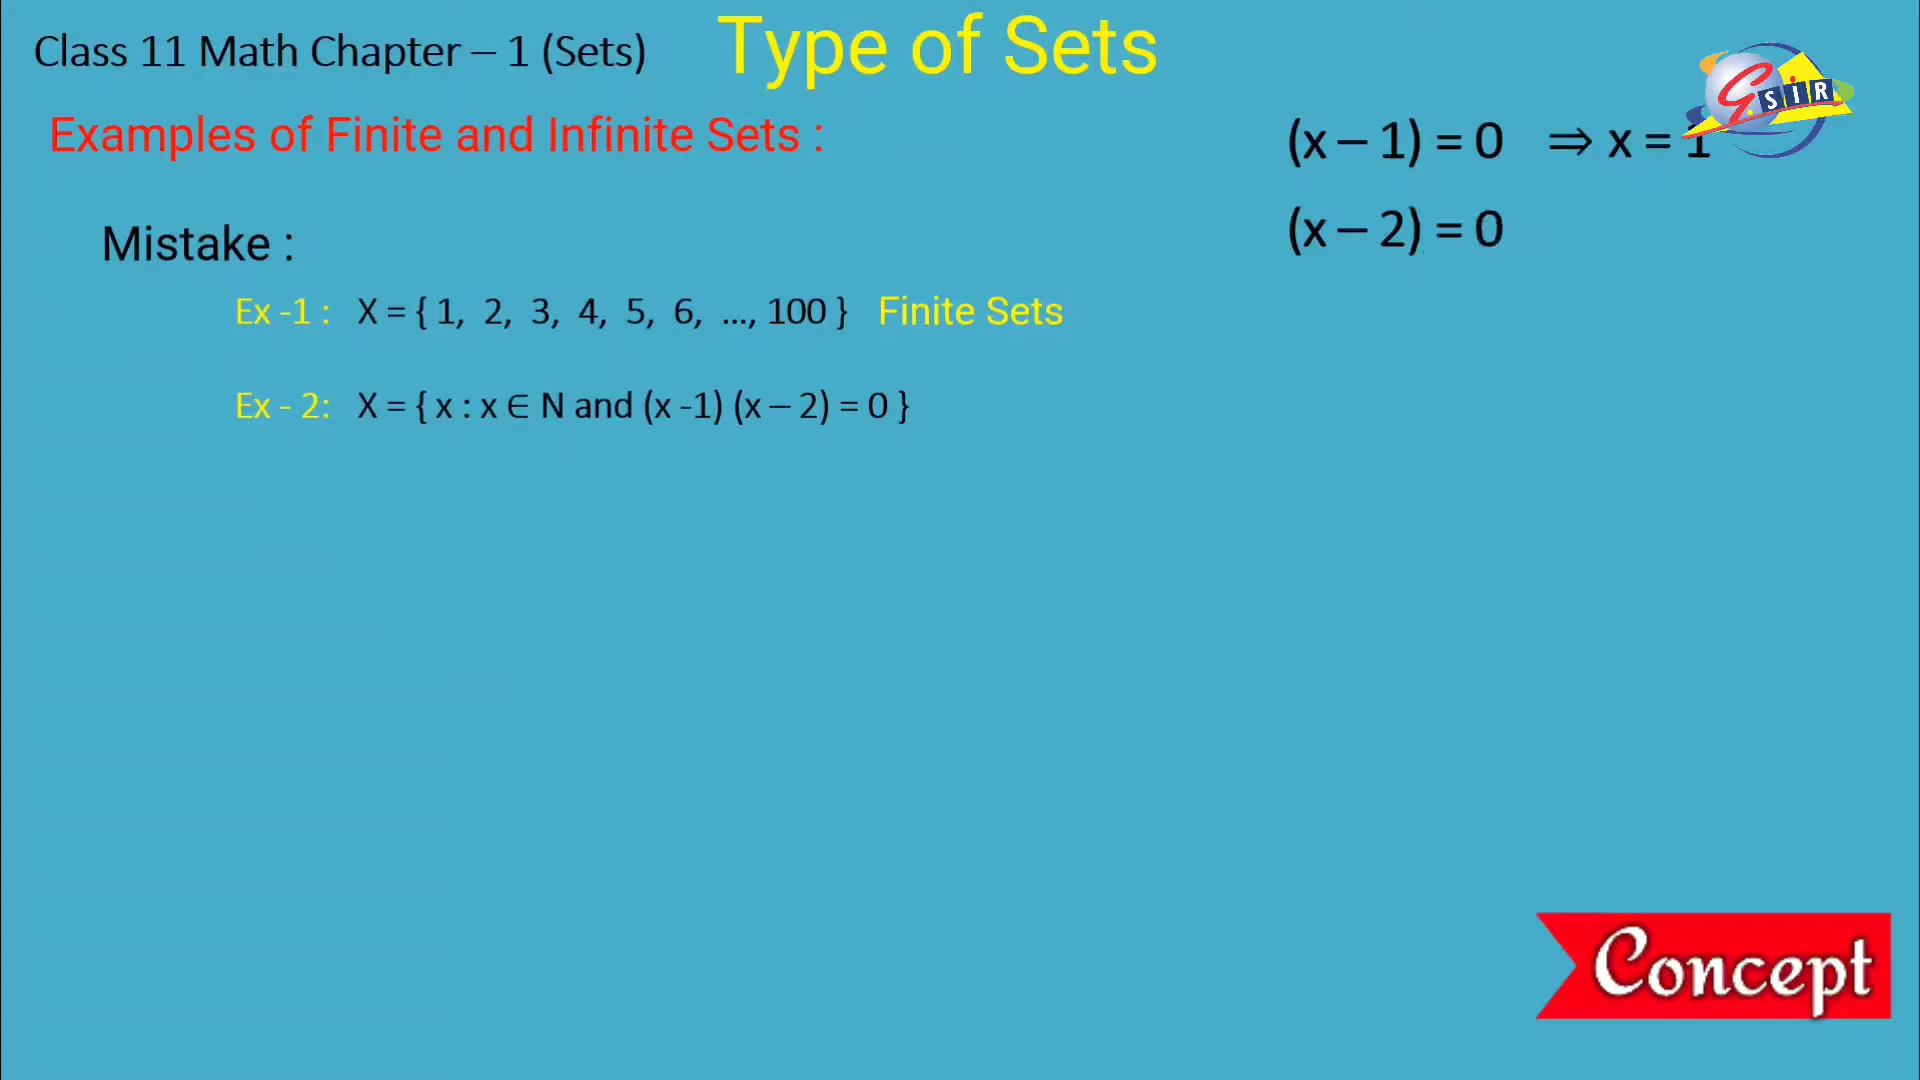 Class 11 Math Chapter – 1 (Sets)
Type of Sets
G SIR
Examples of Finite and Infinite Sets :
(x – 1) = 0 ⇒ x = 1
(x – 2) = 0
Mistake :
Ex -1 : X = { 1, 2, 3, 4, 5, 6, ..., 100 } Finite Sets
Ex - 2: X = { x : x ∈ N and (x -1) (x – 2) = 0 }
Concept